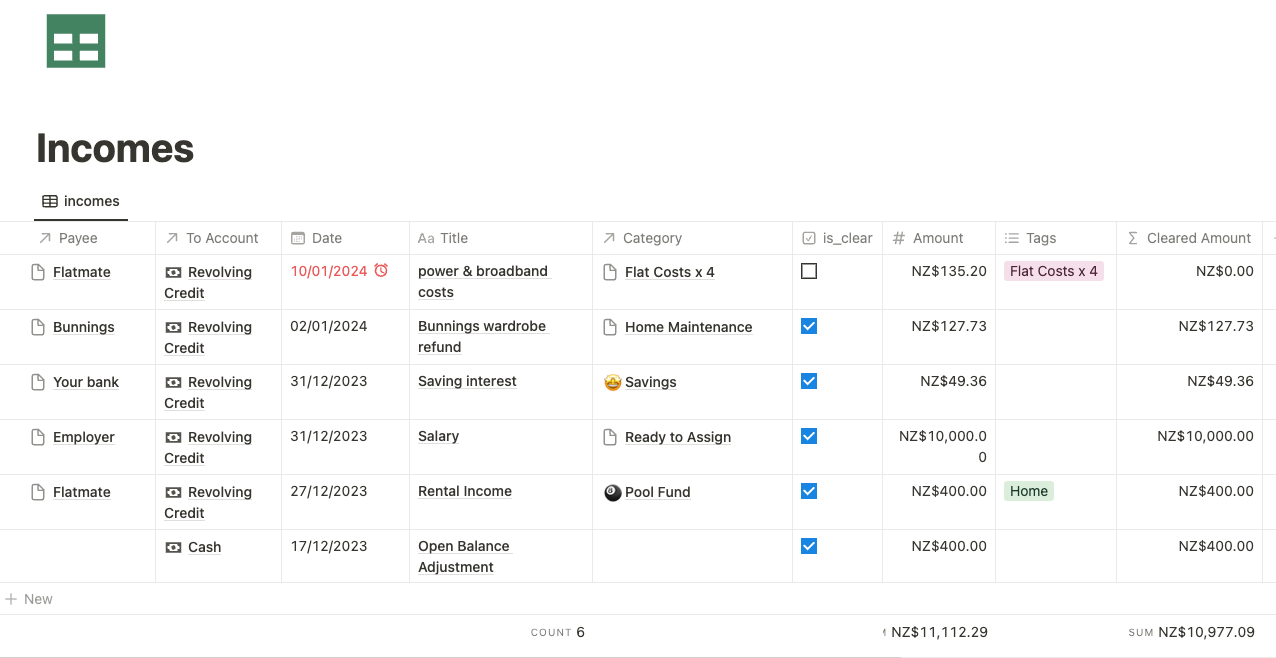 Incomes
incomes
Payee To Account Date Aa Title Category is_clear # Amount Tags Σ Cleared Amount
Flatmate Revolving 10/01/2024 power & broadband Flat Costs x 4 NZ$135.20 Flat Costs x 4 NZ$0.00
Credit costs
Bunnings Revolving 02/01/2024 Bunnings wardrobe Home Maintenance NZ$127.73 NZ$127.73
Credit refund
Your bank Revolving 31/12/2023 Saving interest Savings NZ$49.36 NZ$49.36
Credit
Employer Revolving 31/12/2023 Salary Ready to Assign NZ$10,000.0 NZ$10,000.00
Credit 0
Flatmate Revolving 27/12/2023 Rental Income Pool Fund NZ$400.00 Home NZ$400.00
Credit
Cash 17/12/2023 Open Balance NZ$400.00 NZ$400.00
Adjustment
+ New
COUNT 6 NZ$11,112.29 SUM NZ$10,977.09